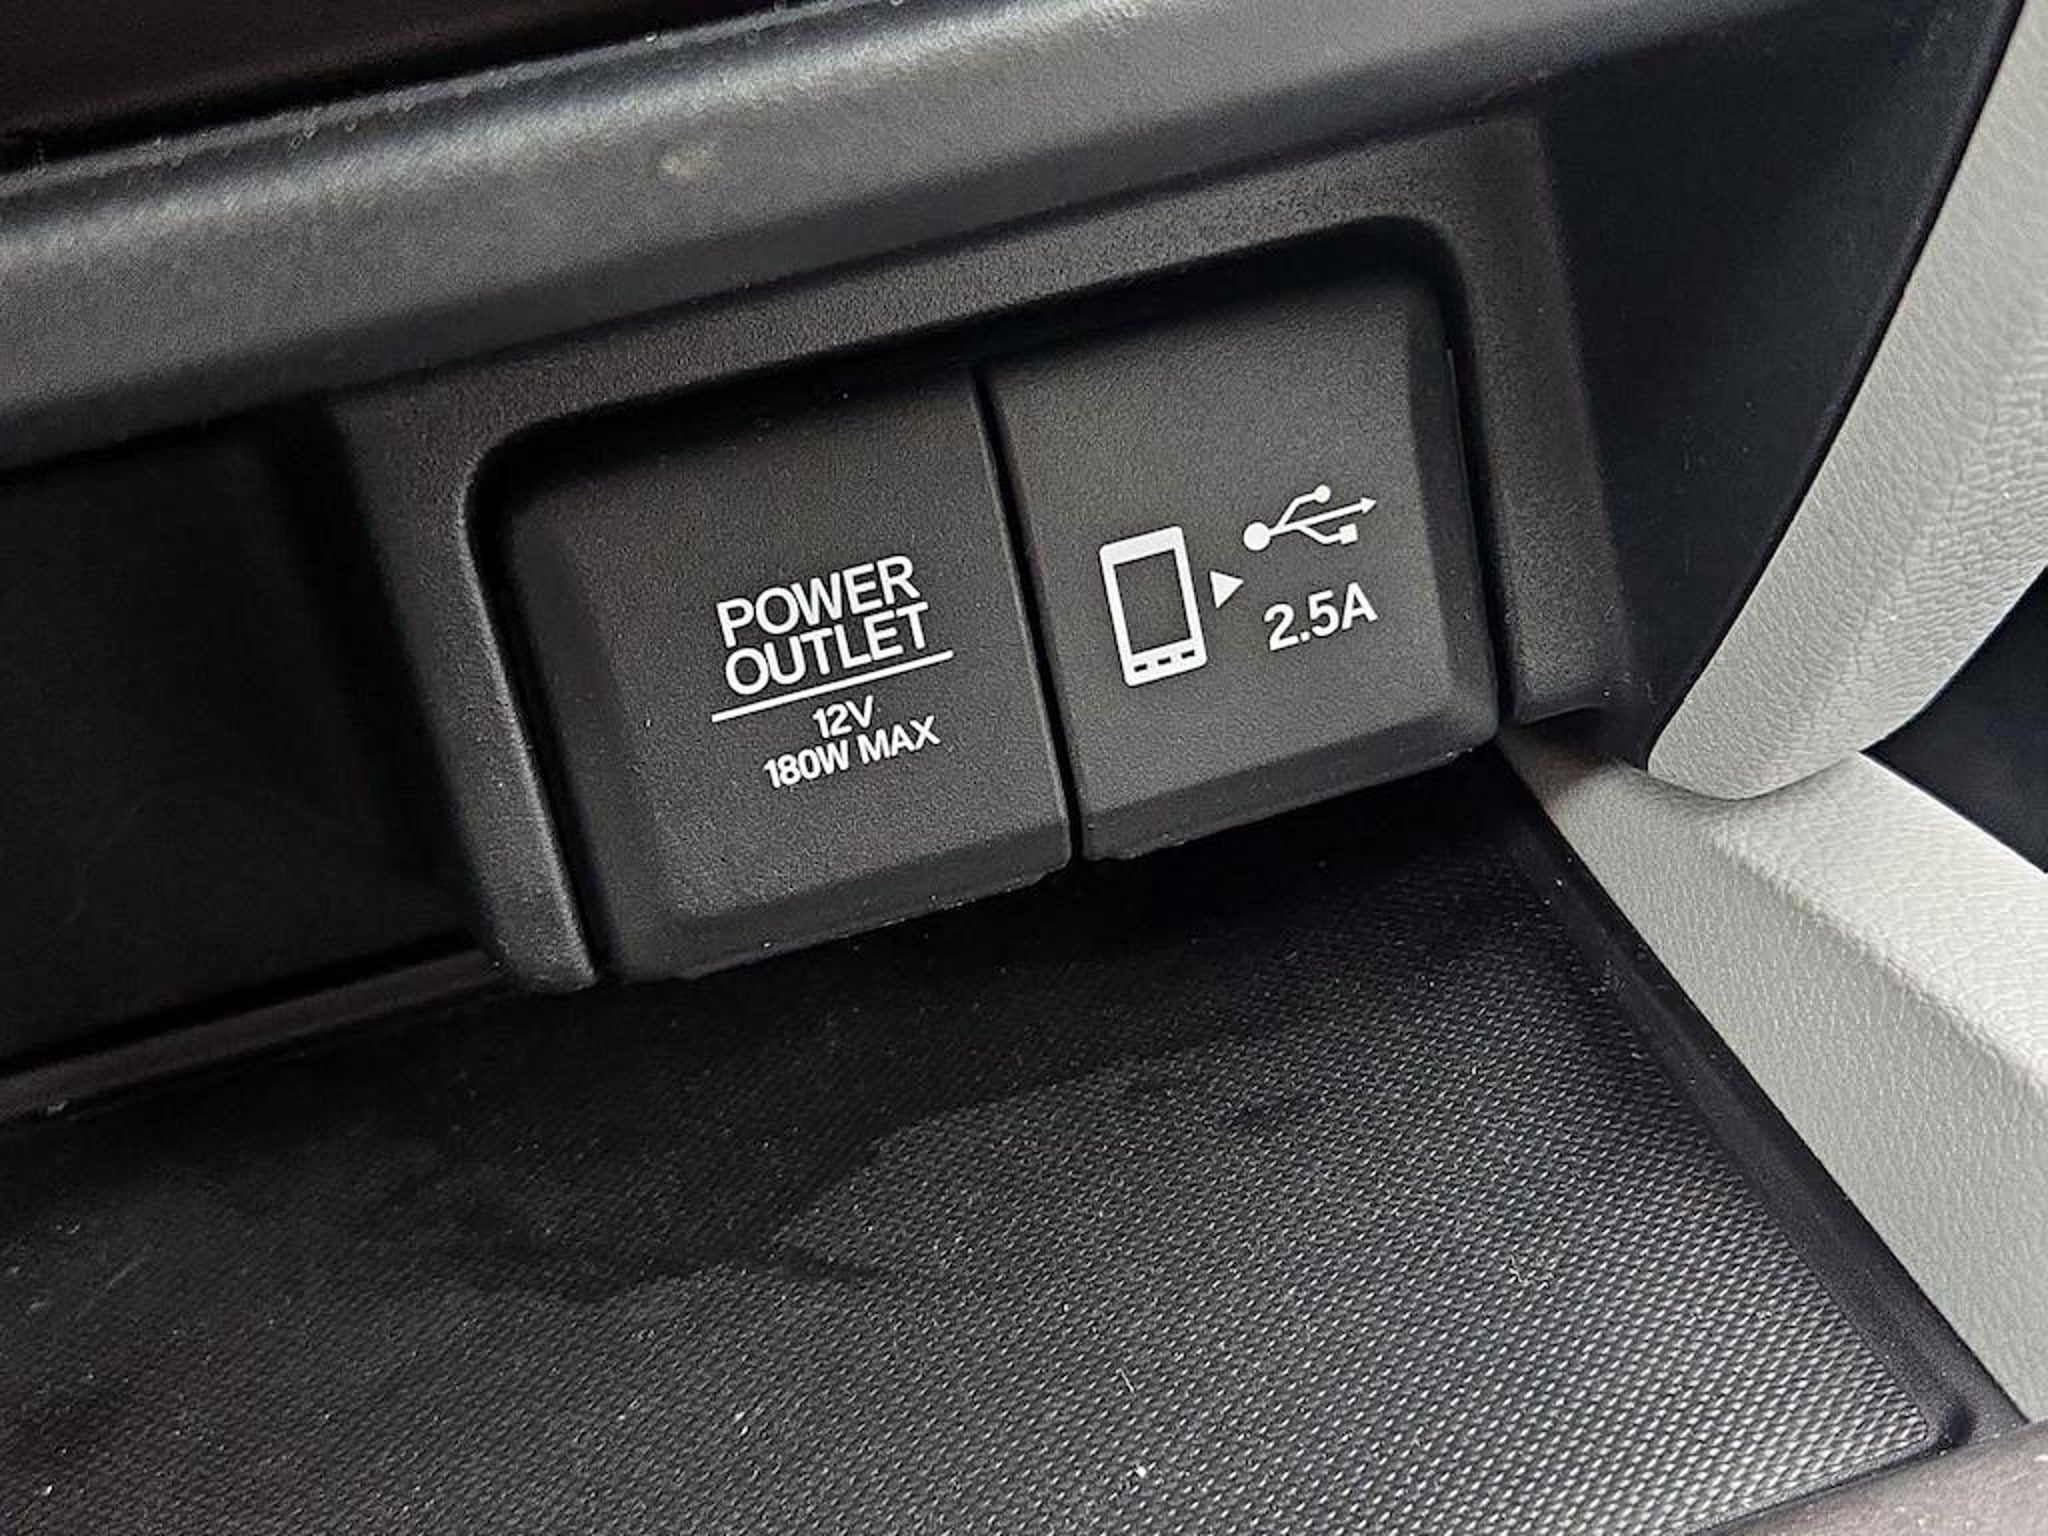 POWER
OUTLET
12V
180W MAX
2.5A